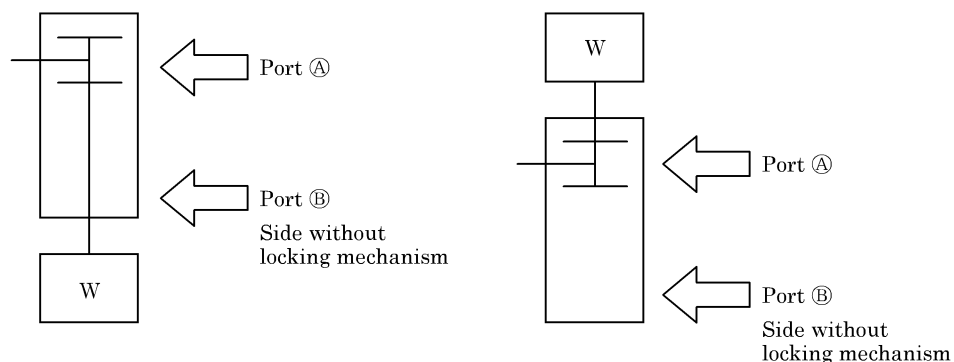 Port Ⓐ
Port Ⓑ
Side without
locking mechanism
W
W
Port Ⓐ
Port Ⓑ
Side without
locking mechanism